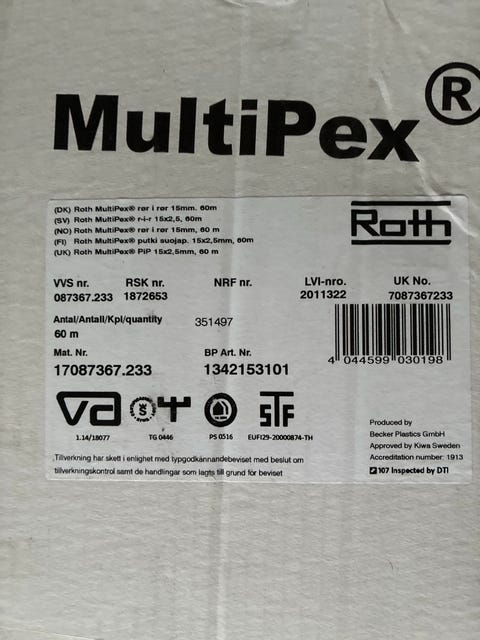 MultiPex®
(DK) Roth MultiPex® rør i rør 15mm. 60m
(SV) Roth MultiPex® r-i-r 15x2,5, 60m
(NO) Roth MultiPex® rør i rør 15mm, 60 m
(FI) Roth MultiPex® putki suojap. 15x2,5mm, 60m
(UK) Roth MultiPex® PiP 15x2,5mm, 60 m
Roth
VVS nr. RSK nr. NRF nr. LVI-nro. UK No.
087367.233 1872653 2011322 7087367233
Antal/Antall/Kpl/quantity 351497
60 m
4 044599 030198
Mat. Nr. BP Art. Nr.
17087367.233 1342153101
va STF
1.14/18077 TG 0446 PS 0516 EUFI29-20000874-TH
Produced by
Becker Plastics GmbH
Approved by Kiwa Sweden
Accreditation number: 1913
107 Inspected by DTI
Tillverkning har skett i enlighet med typgodkännandebeviset med beslut om
tillverkningskontrol samt de handlingar som lagts till grund för beviset